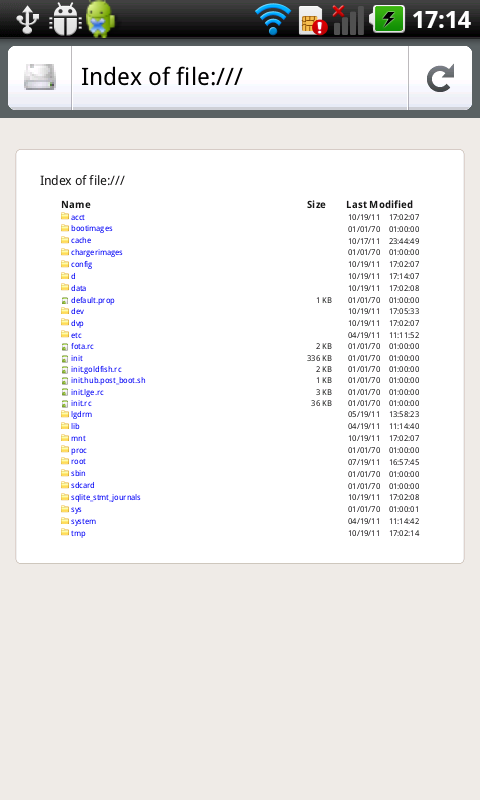 17:14
Index of file:///
Index of file:///
Name Size Last Modified
acct 10/19/11 17:02:07
bootimages 01/01/70 01:00:00
cache 10/17/11 23:44:49
chargerimages 01/01/70 01:00:00
config 10/19/11 17:02:07
d 10/19/11 17:14:07
data 10/19/11 17:02:08
default.prop 1 KB 01/01/70 01:00:00
dev 10/19/11 17:05:33
dvp 10/19/11 17:02:07
etc 04/19/11 11:11:52
fota.rc 2 KB 01/01/70 01:00:00
init 336 KB 01/01/70 01:00:00
init.goldfish.rc 2 KB 01/01/70 01:00:00
init.hub.post_boot.sh 1 KB 01/01/70 01:00:00
init.lge.rc 3 KB 01/01/70 01:00:00
init.rc 36 KB 01/01/70 01:00:00
lgdrm 05/19/11 13:58:23
lib 04/19/11 11:14:40
mnt 10/19/11 17:02:07
proc 01/01/70 01:00:00
root 07/19/11 16:57:45
sbin 01/01/70 01:00:00
sdcard 01/01/70 01:00:00
sqlite_stmt_journals 10/19/11 17:02:08
sys 01/01/70 01:00:01
system 04/19/11 11:14:42
tmp 10/19/11 17:02:14